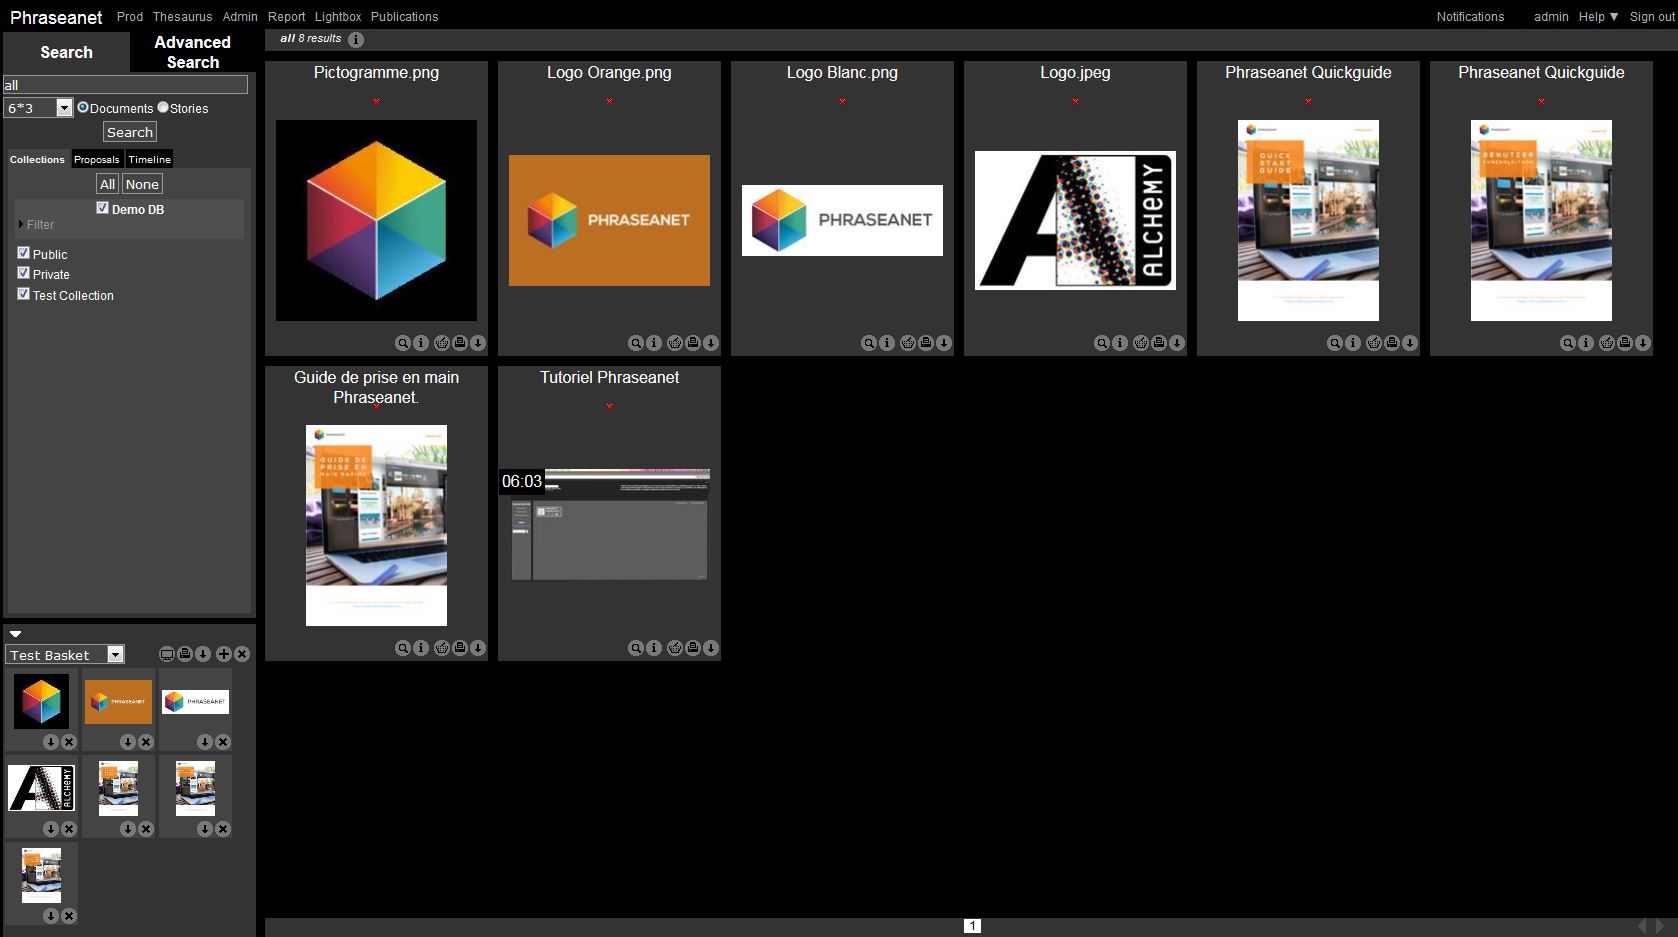 Phraseanet Prod Thesaurus Admin Report Lightbox Publications Notifications admin Help ▼ Sign out
Search
Advanced
Search
all
6*3 Documents Stories
Search
Collections Proposals Timeline
All None
Demo DB
Filter
Public
Private
Test Collection
all 8 results
Pictogramme.png
Logo Orange.png
PHRASEANET
Logo Blanc.png
PHRASEANET
Logo.jpeg
A ALCHEMY
Phraseanet Quickguide
QUICK
START
GUIDE
Phraseanet Quickguide
BENUTZER
Guide de prise en main
Phraseanet.
GUIDE DE
PRISE EN
MAIN RAPIDE
Tutoriel Phraseanet
06:03
Test Basket
PHRASEANET
PHRASEANET
A ALCHEMY
1